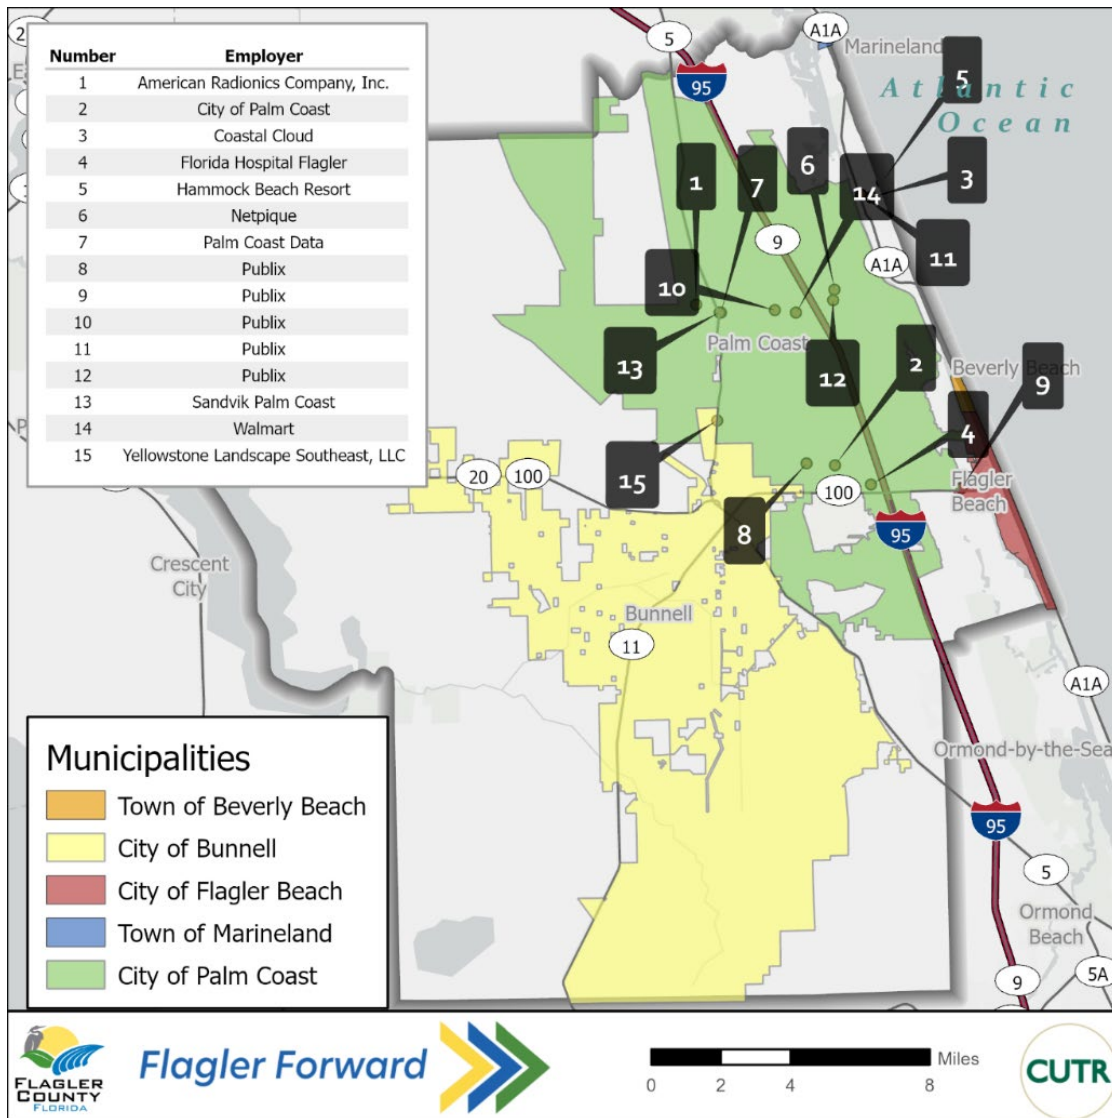 Number Employer
1 American Radionics Company, Inc.
2 City of Palm Coast
3 Coastal Cloud
4 Florida Hospital Flagler
5 Hammock Beach Resort
6 Netpique
7 Palm Coast Data
8 Publix
9 Publix
10 Publix
11 Publix
12 Publix
13 Sandvik Palm Coast
14 Walmart
15 Yellowstone Landscape Southeast, LLC
5
A1A
Marineland
95
Atlantic
Ocean
5
1
7
6
14
3
9
A1A
11
10
Palm Coast
13
12
2
Beverly Beach
9
4
15
20
100
100
Flagler
Beach
8
95
Crescent
City
Bunnell
11
A1A
Ormond-by-the-Sea
95
5
Ormond
Beach
9
5A
Municipalities
Town of Beverly Beach
City of Bunnell
City of Flagler Beach
Town of Marineland
City of Palm Coast
FLAGLER
COUNTY
FLORIDA
Flagler Forward
Miles
0 2 4 8
CUTR